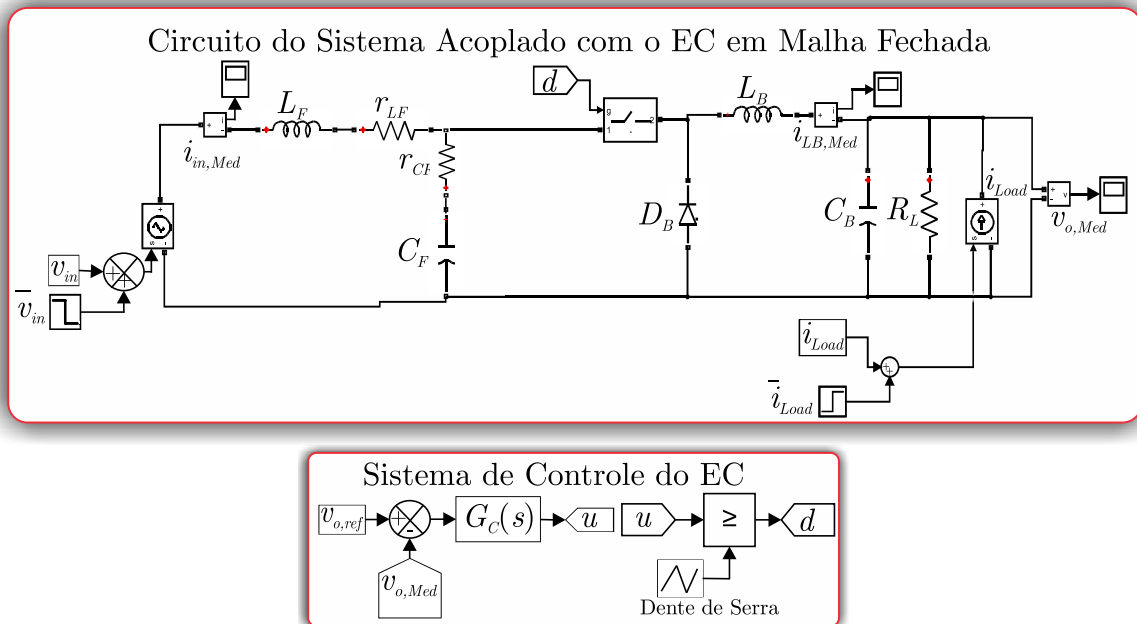 Circuito do Sistema Acoplado com o EC em Malha Fechada
d
L_F
r_LF
L_B
i_in,Med
i_LB,Med
r_CF
i_Load
D_B
C_B
R_L
v_o,Med
C_F
v_in
v̅_in
i_Load
i̅_Load
Sistema de Controle do EC
v_o,ref
G_C(s)
u
u
≥
d
v_o,Med
Dente de Serra